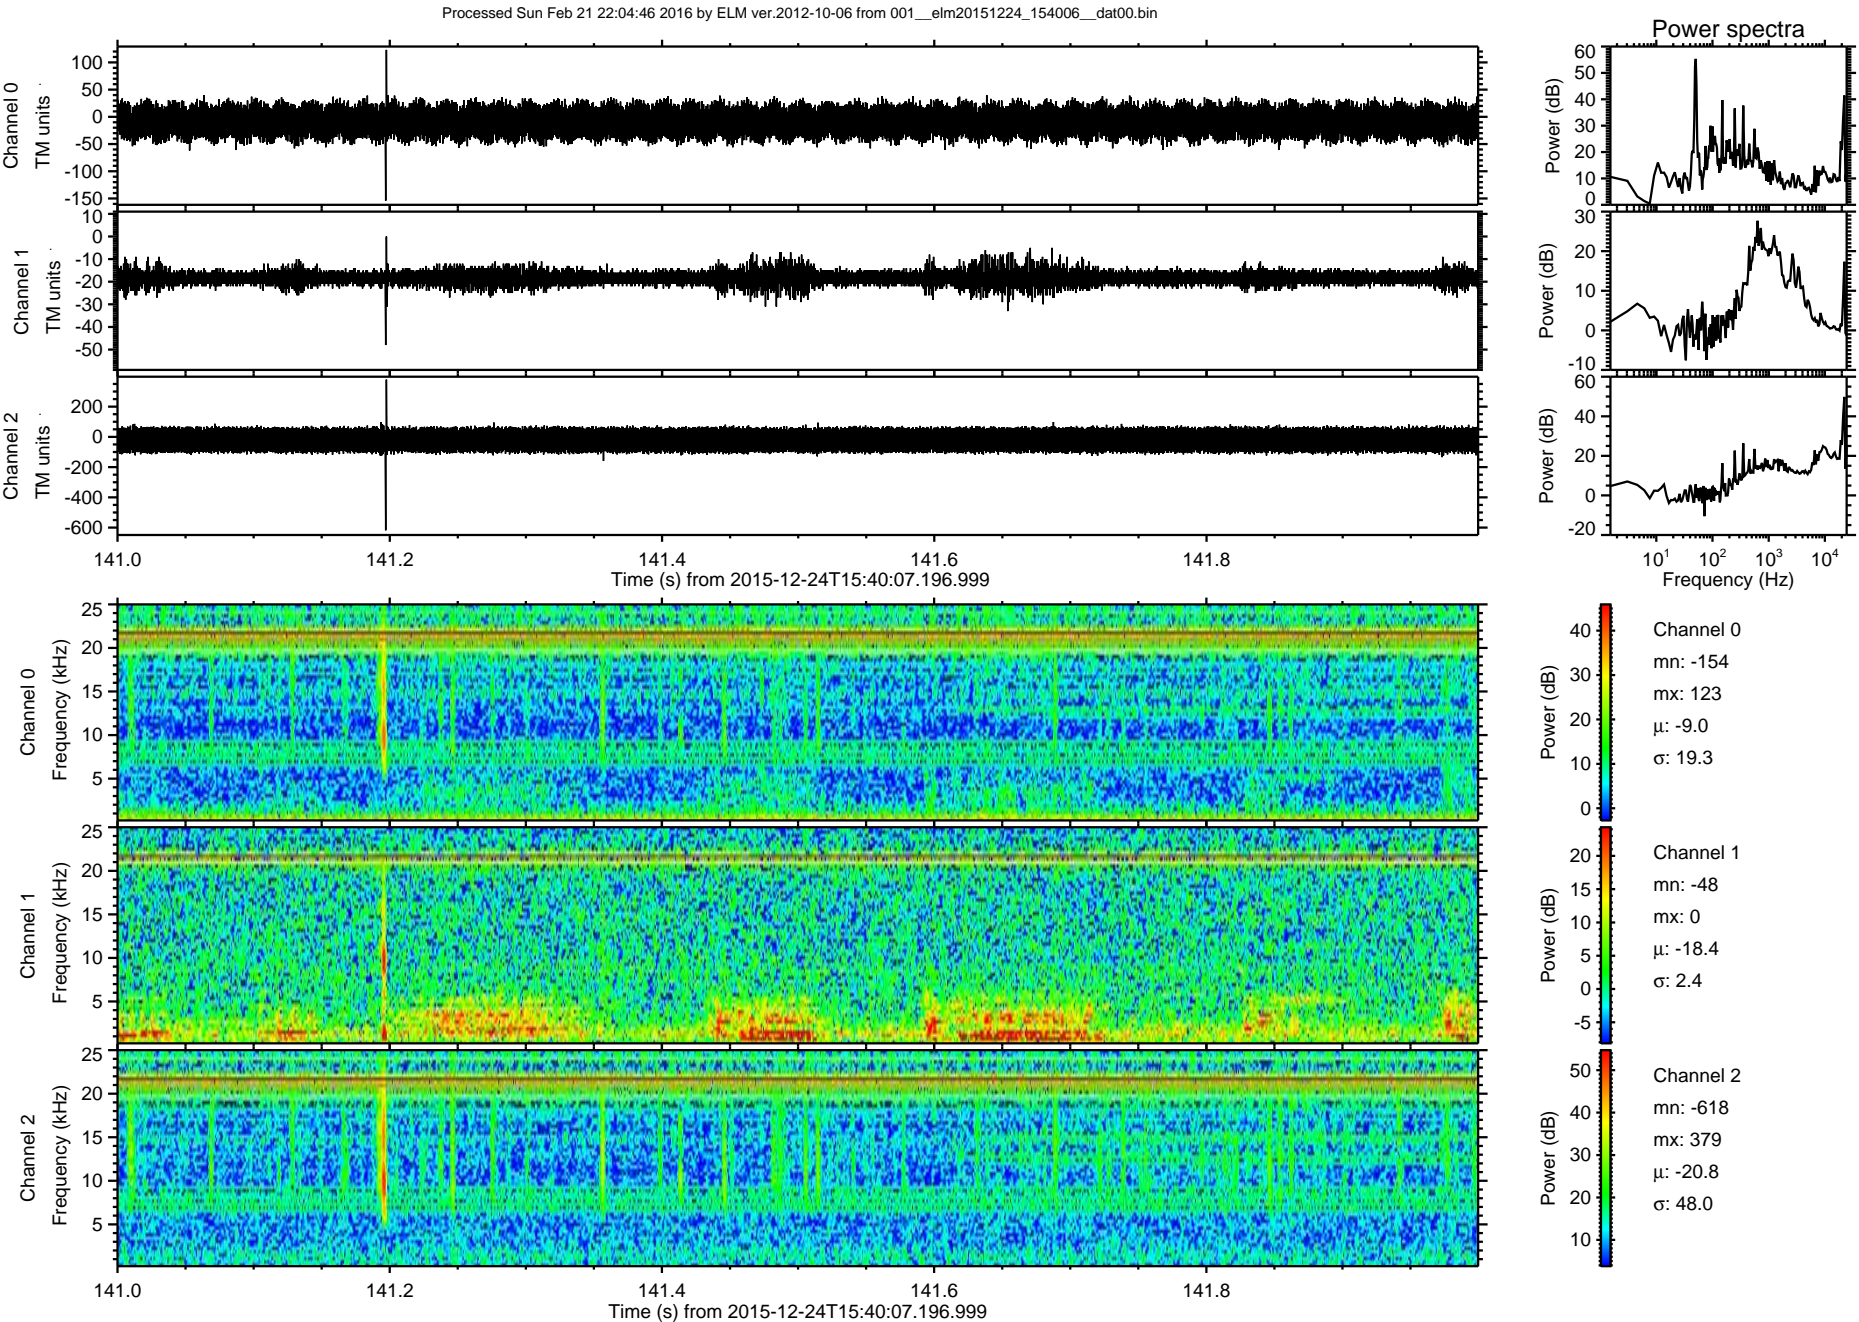 Processed Sun Feb 21 22:04:46 2016 by ELM ver.2012-10-06 from 001__elm20151224_154006__dat00.bin
Power spectra
Channel 0
TM units
100
50
0
-50
-100
-150
Power (dB)
60
50
40
30
20
10
0
Channel 1
TM units
10
0
-10
-20
-30
-40
-50
Power (dB)
30
20
10
0
-10
Channel 2
TM units
200
0
-200
-400
-600
Power (dB)
60
40
20
0
-20
141.0 141.2 141.4 141.6 141.8
Time (s) from 2015-12-24T15:40:07.196.999
10^1 10^2 10^3 10^4
Frequency (Hz)
Channel 0
Frequency (kHz)
25
20
15
10
5
Power (dB)
40
30
20
10
0
Channel 0
mn: -154
mx: 123
μ: -9.0
σ: 19.3
Channel 1
Frequency (kHz)
25
20
15
10
5
Power (dB)
20
15
10
5
0
-5
Channel 1
mn: -48
mx: 0
μ: -18.4
σ: 2.4
Channel 2
Frequency (kHz)
25
20
15
10
5
Power (dB)
50
40
30
20
10
Channel 2
mn: -618
mx: 379
μ: -20.8
σ: 48.0
141.0 141.2 141.4 141.6 141.8
Time (s) from 2015-12-24T15:40:07.196.999